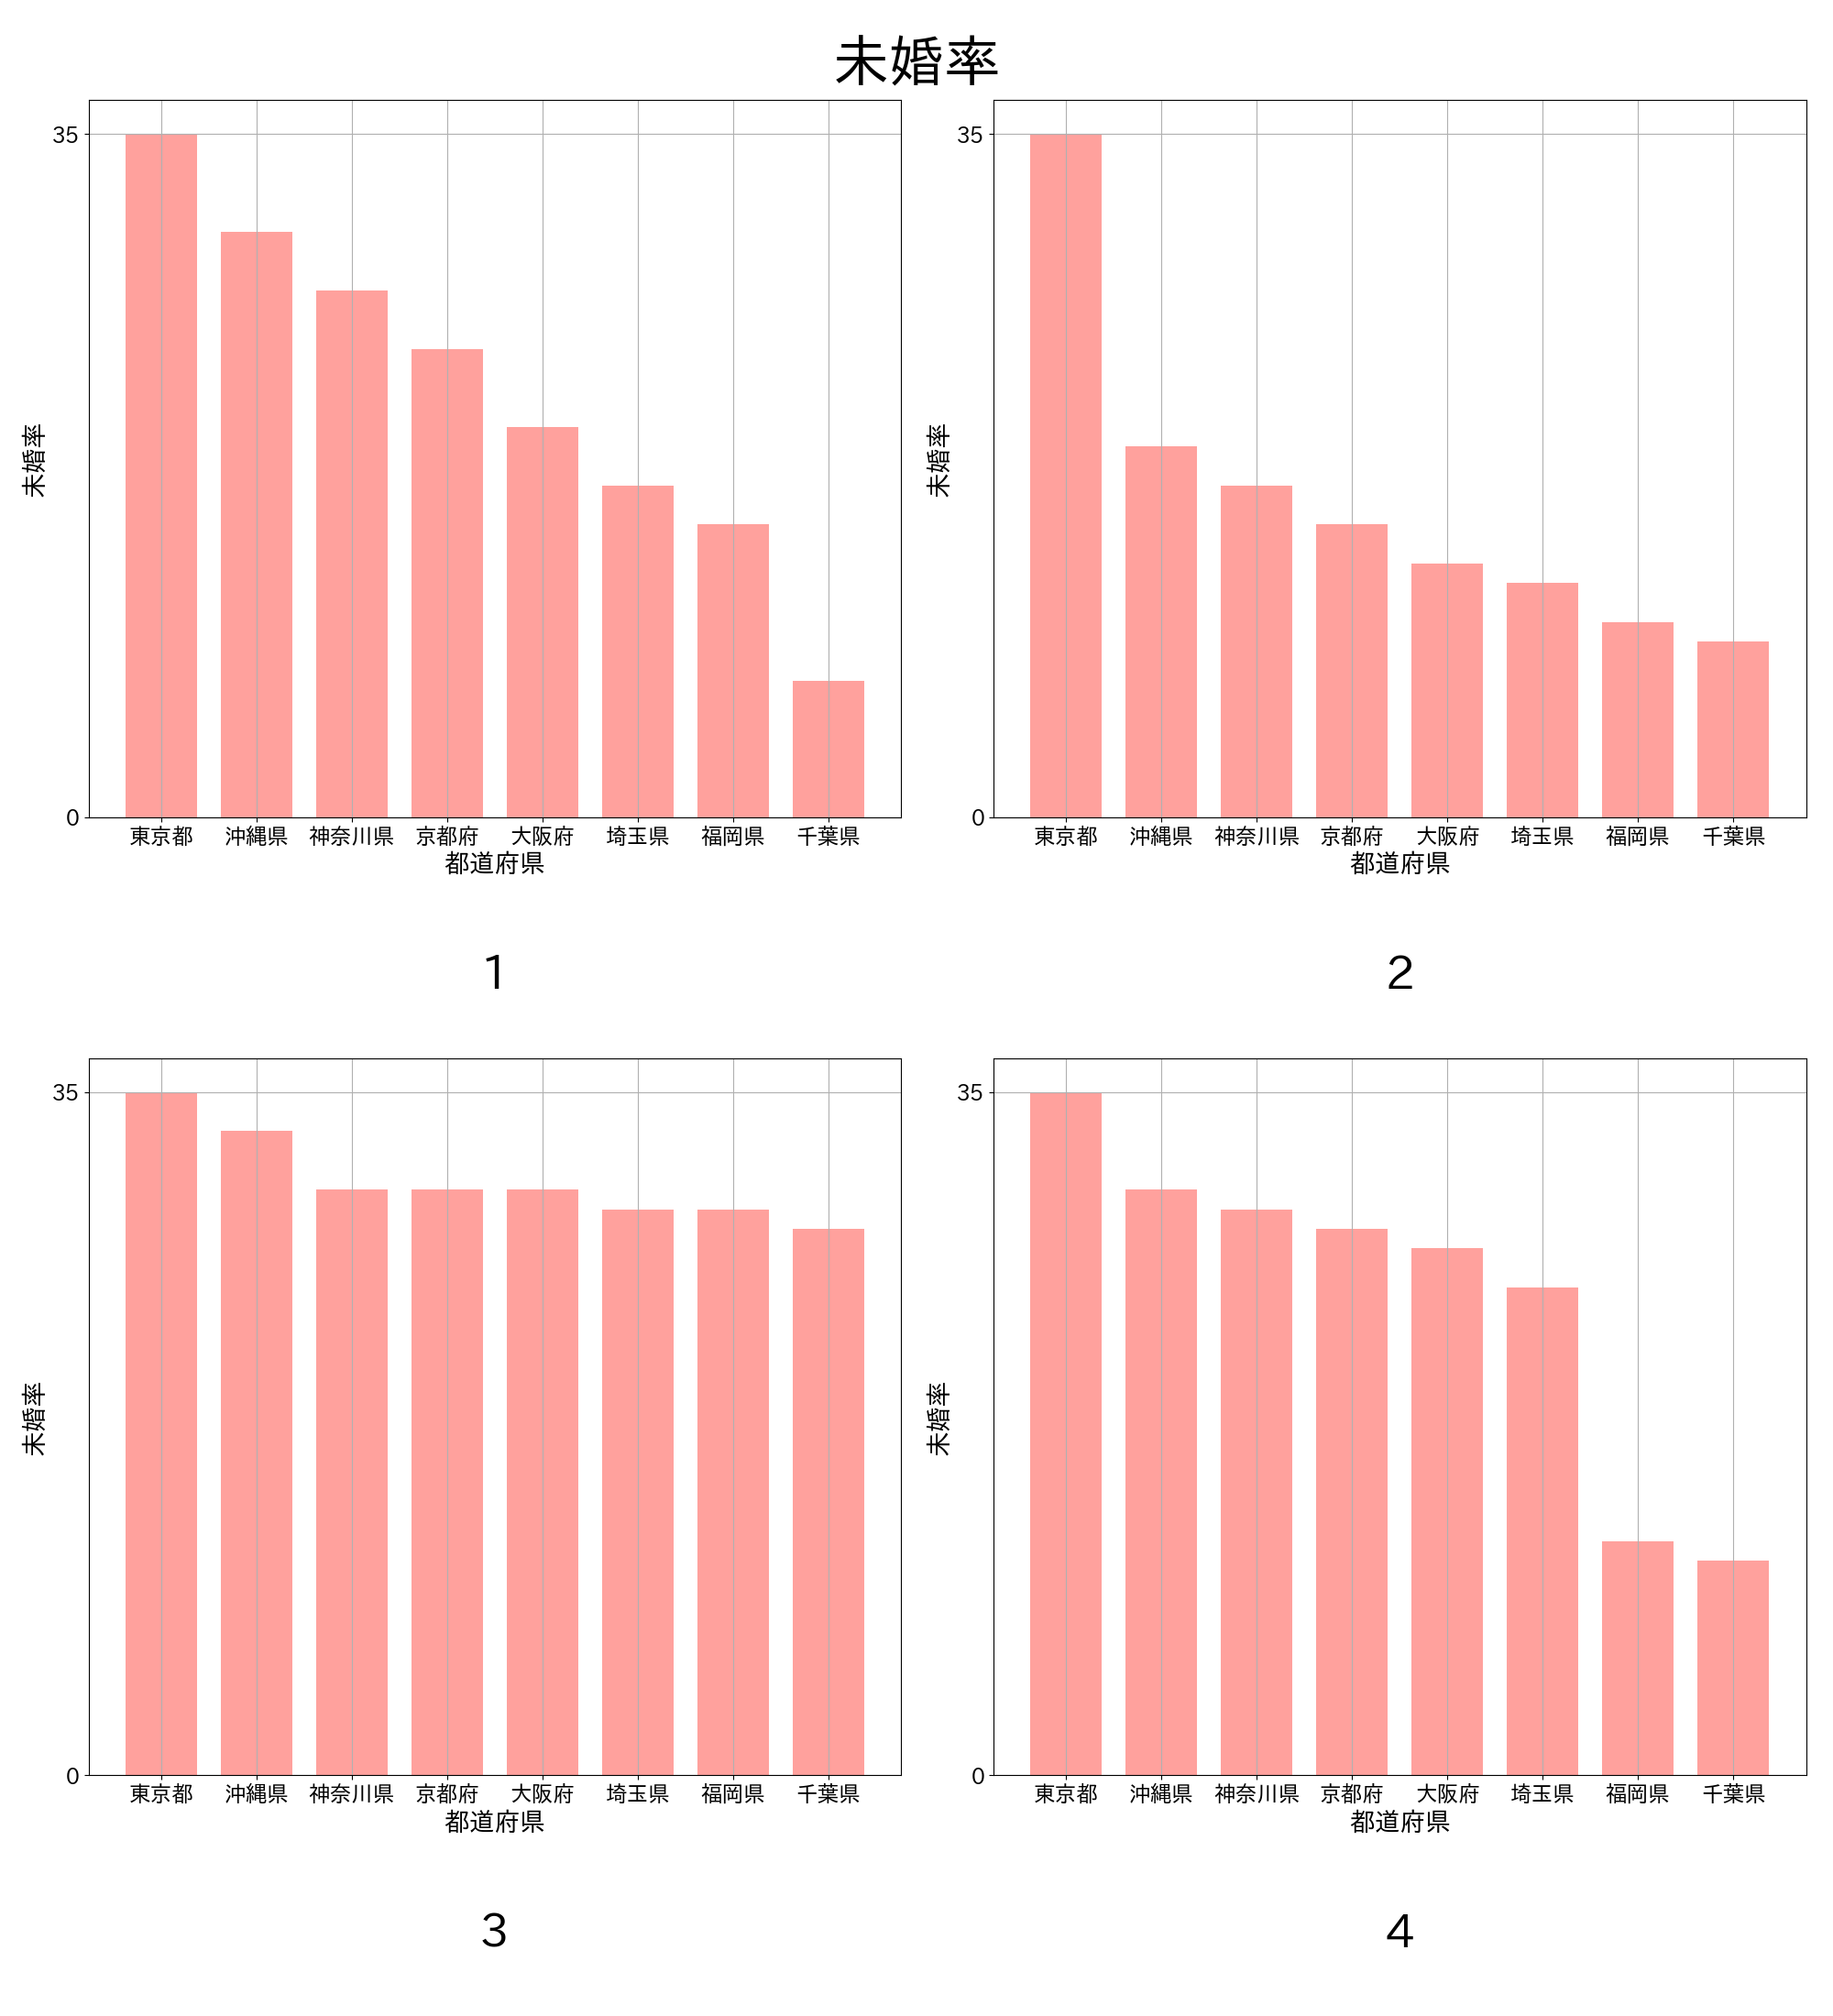 未婚率
35
0
未婚率
東京都 沖縄県 神奈川県 京都府 大阪府 埼玉県 福岡県 千葉県
都道府県
1
35
0
未婚率
東京都 沖縄県 神奈川県 京都府 大阪府 埼玉県 福岡県 千葉県
都道府県
2
35
0
未婚率
東京都 沖縄県 神奈川県 京都府 大阪府 埼玉県 福岡県 千葉県
都道府県
3
35
0
未婚率
東京都 沖縄県 神奈川県 京都府 大阪府 埼玉県 福岡県 千葉県
都道府県
4